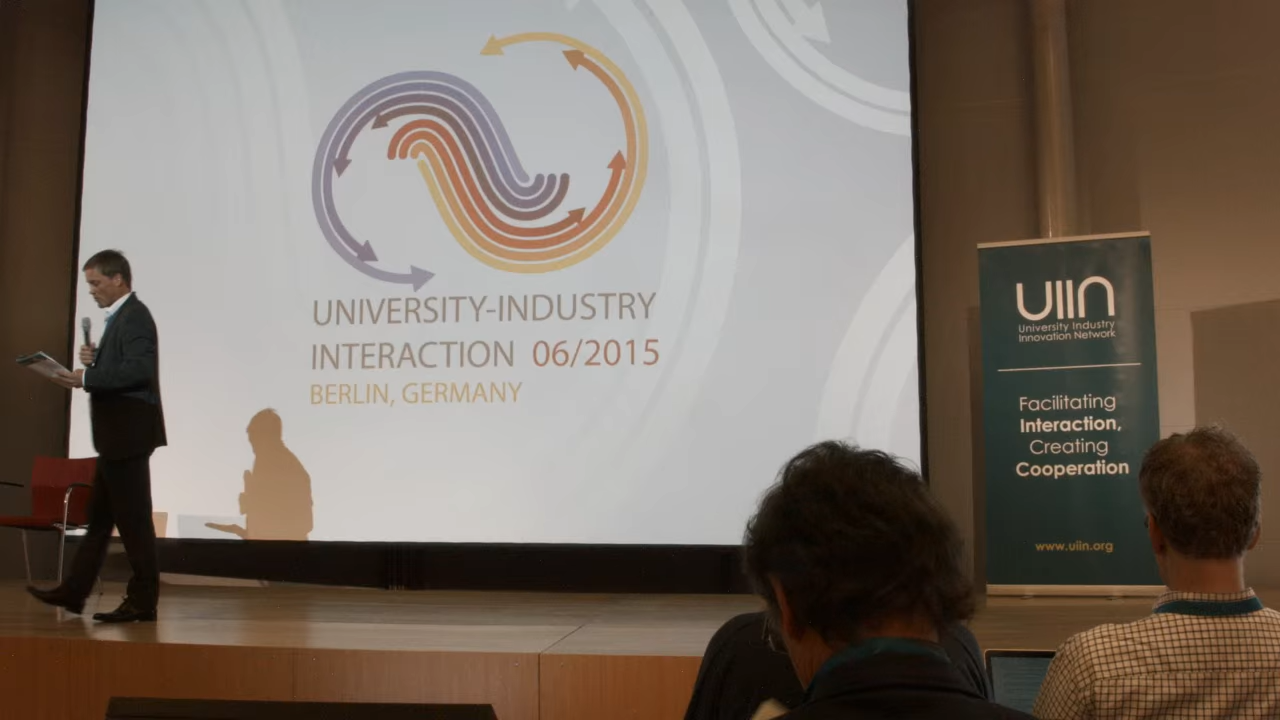 UNIVERSITY-INDUSTRY
INTERACTION 06/2015
BERLIN, GERMANY
UIIN
University Industry
Innovation Network
Facilitating
Interaction,
Creating
Cooperation
www.uiin.org